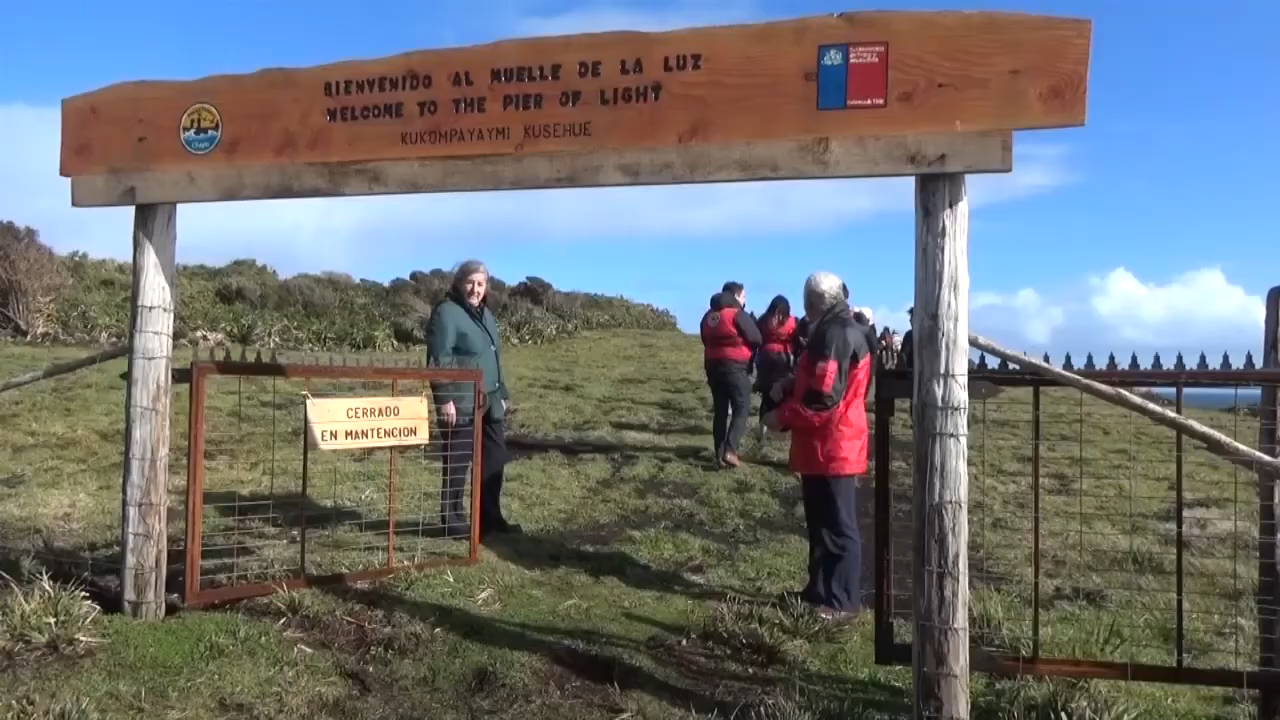 BIENVENIDO AL MUELLE DE LA LUZ
WELCOME TO THE PIER OF LIGHT
KUKOMPAYAYMI KUSEHUE
CERRADO
EN MANTENCION